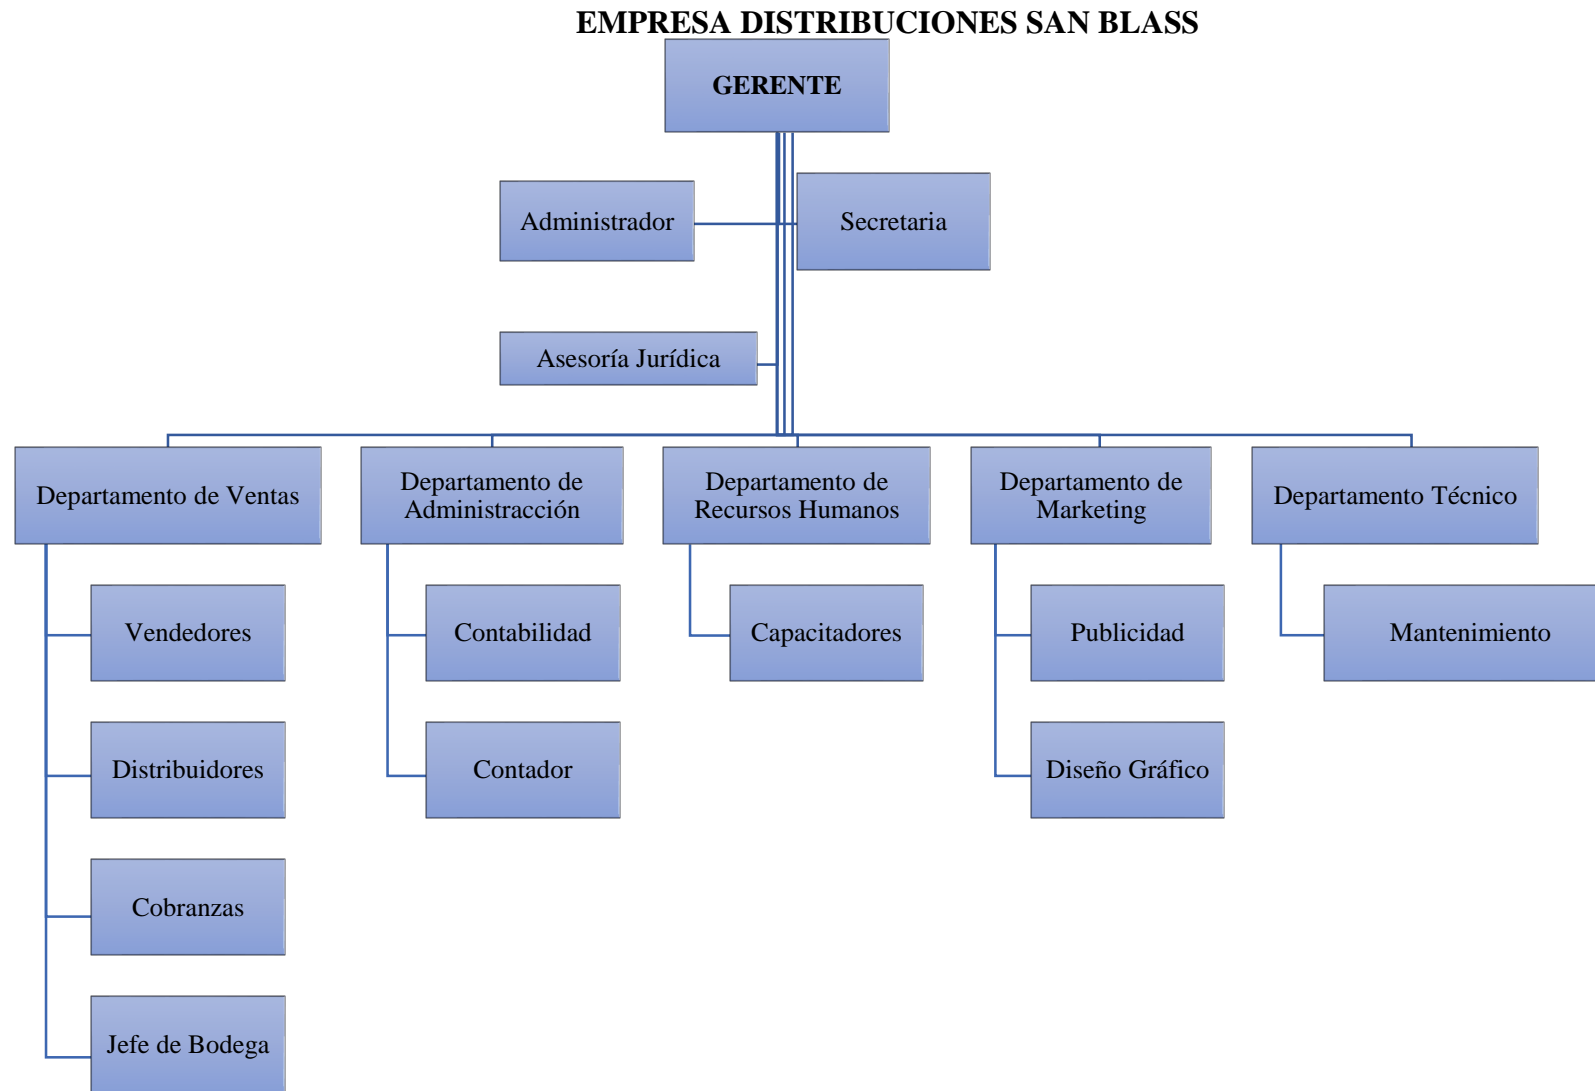 EMPRESA DISTRIBUCIONES SAN BLASS
GERENTE
Administrador
Secretaria
Asesoría Jurídica
Departamento de Ventas
Departamento de
Administracción
Departamento de
Recursos Humanos
Departamento de
Marketing
Departamento Técnico
Vendedores
Contabilidad
Capacitadores
Publicidad
Mantenimiento
Distribuidores
Contador
Diseño Gráfico
Cobranzas
Jefe de Bodega